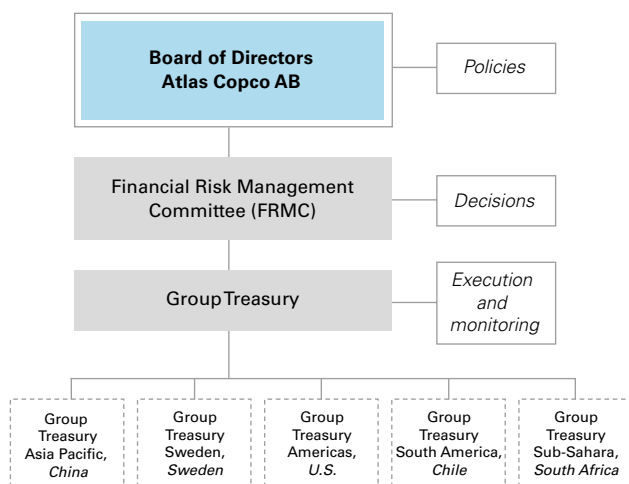 Board of Directors
Atlas Copco AB
Policies
Financial Risk Management
Committee (FRMC)
Decisions
Group Treasury
Execution
and
monitoring
Group
Treasury
Asia Pacific,
China
Group
Treasury
Sweden,
Sweden
Group
Treasury
Americas,
U.S.
Group
Treasury
South America,
Chile
Group
Treasury
Sub-Sahara,
South Africa